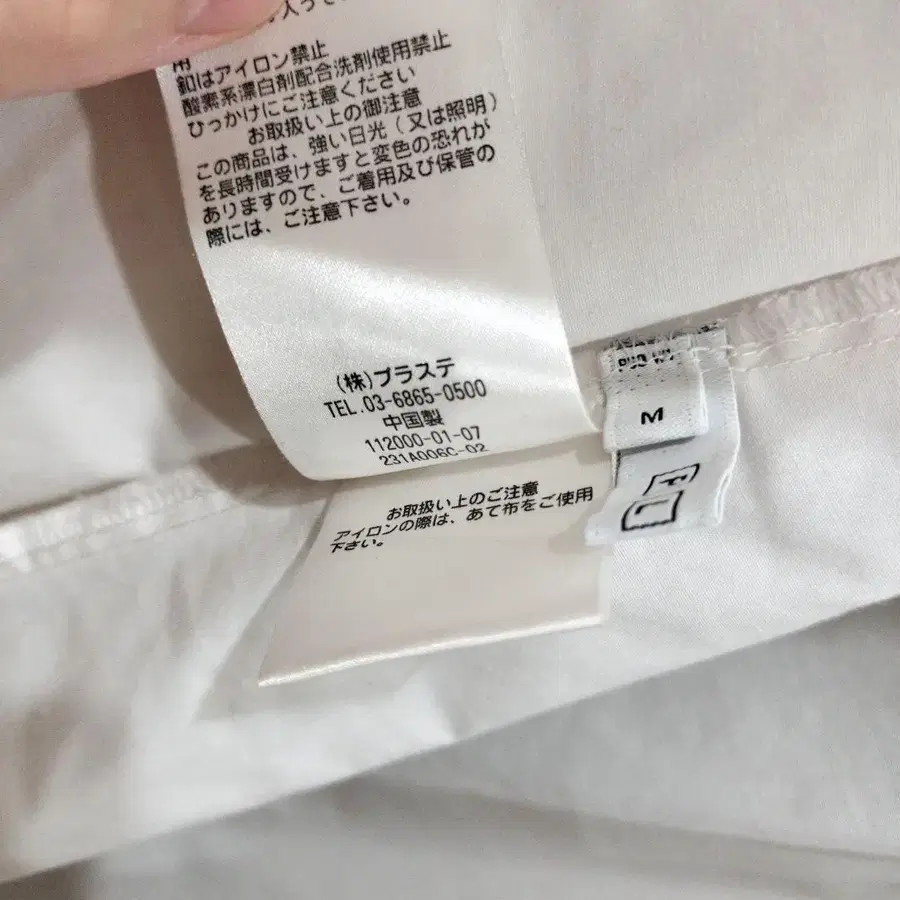 用
釦はアイロン禁止
酸素系漂白剤配合洗剤使用禁止
ひっかけにご注意ください
お取扱い上の御注意
この商品は、強い日光(又は照明)
を長時間受けますと変色の恐れが
ありますので、ご着用及び保管の
際には、ご注意下さい。
(株)プラステ
TEL.03-6865-0500
中国製
112000-01-07
231A006C-02
M
お取扱い上のご注意
アイロンの際は、あて布をご使用
下さい。